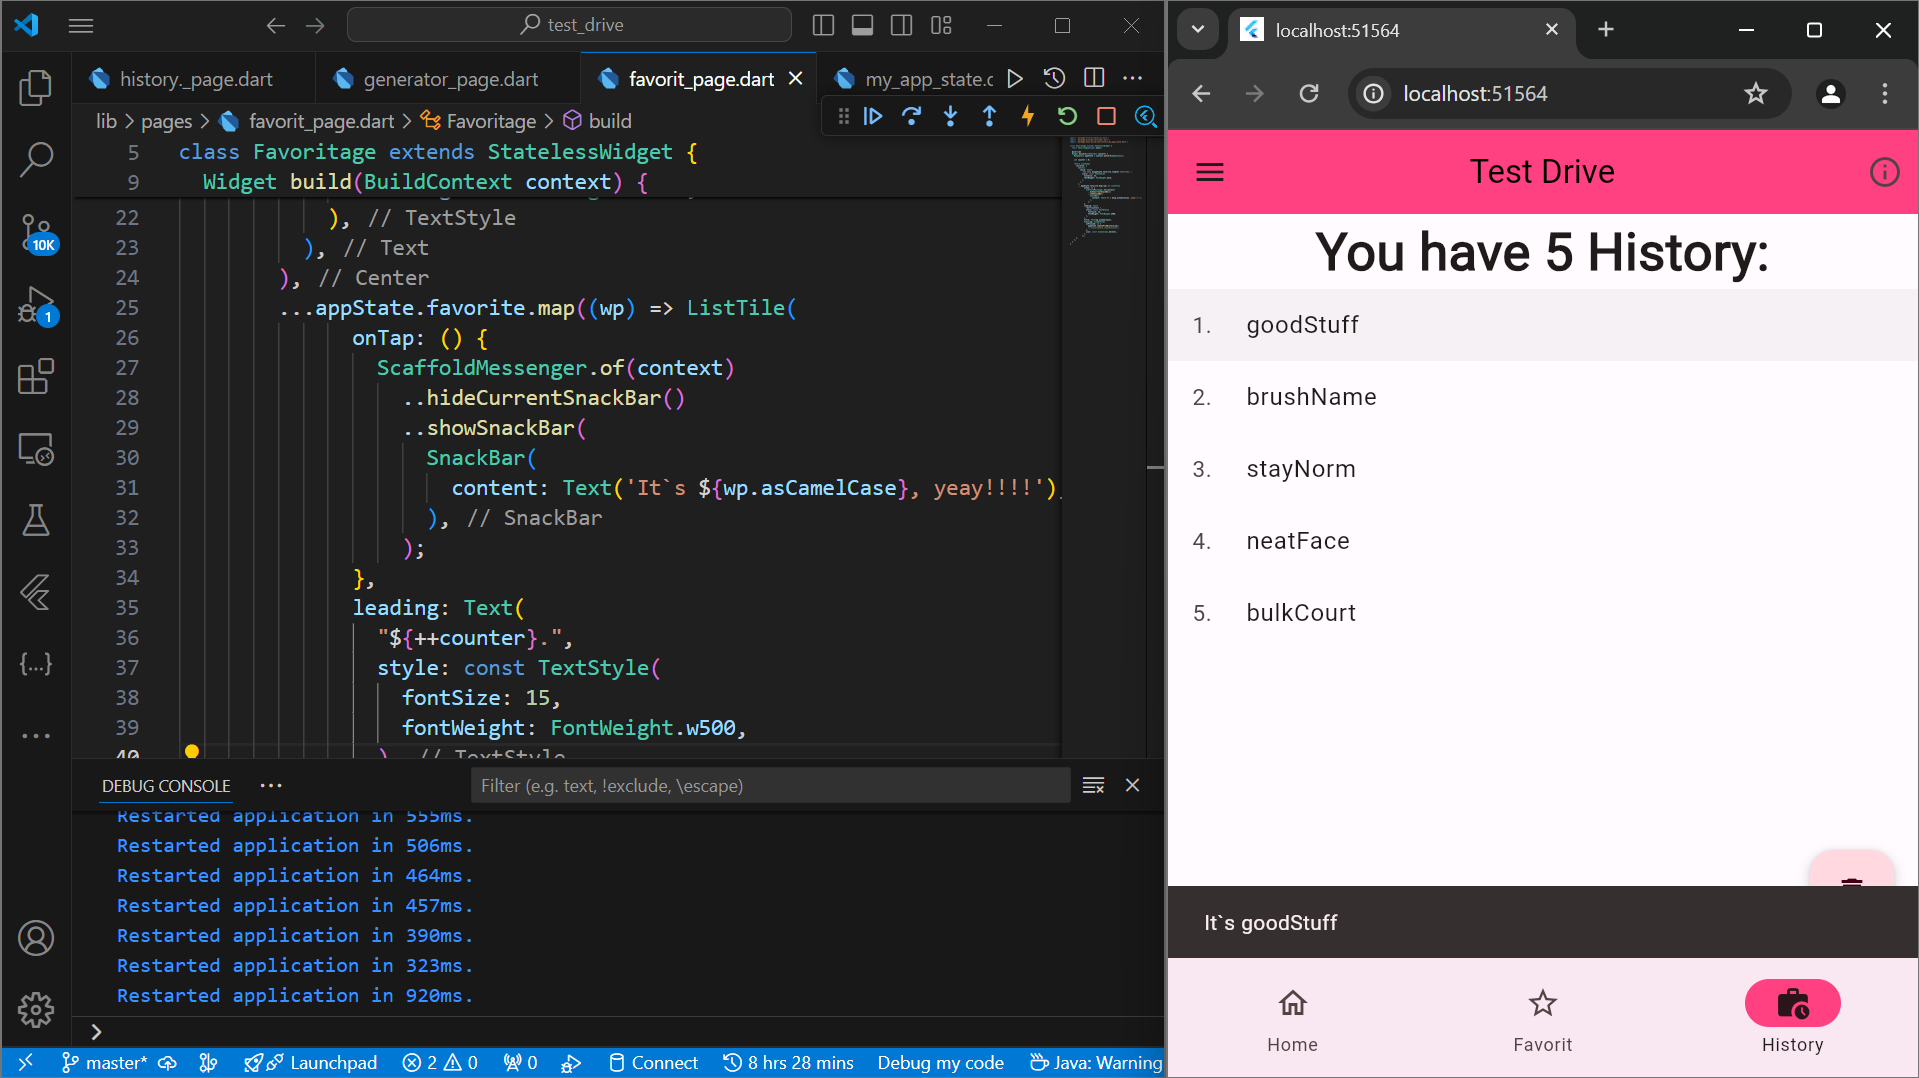 test_drive
history._page.dart
generator_page.dart
favorit_page.dart
my_app_state.c
lib > pages > favorit_page.dart > Favoritage > build
5 class Favoritage extends StatelessWidget {
9 Widget build(BuildContext context) {
22 ), // TextStyle
23 ), // Text
24 ), // Center
25 ...appState.favorite.map((wp) => ListTile(
26 onTap: () {
27 ScaffoldMessenger.of(context)
28 ..hideCurrentSnackBar()
29 ..showSnackBar(
30 SnackBar(
31 content: Text('It`s ${wp.asCamelCase}, yeay!!!!')
32 ), // SnackBar
33 );
34 },
35 leading: Text(
36 "${++counter}.",
37 style: const TextStyle(
38 fontSize: 15,
39 fontWeight: FontWeight.w500,
40 ), // TextStyle
DEBUG CONSOLE
Filter (e.g. text, !exclude, \escape)
Restarted application in 555ms.
Restarted application in 506ms.
Restarted application in 464ms.
Restarted application in 457ms.
Restarted application in 390ms.
Restarted application in 323ms.
Restarted application in 920ms.
>
10K
1
master*
Launchpad
2
0
0
Connect
8 hrs 28 mins
Debug my code
Java: Warning
localhost:51564
localhost:51564
Test Drive
You have 5 History:
1. goodStuff
2. brushName
3. stayNorm
4. neatFace
5. bulkCourt
It`s goodStuff
Home
Favorit
History